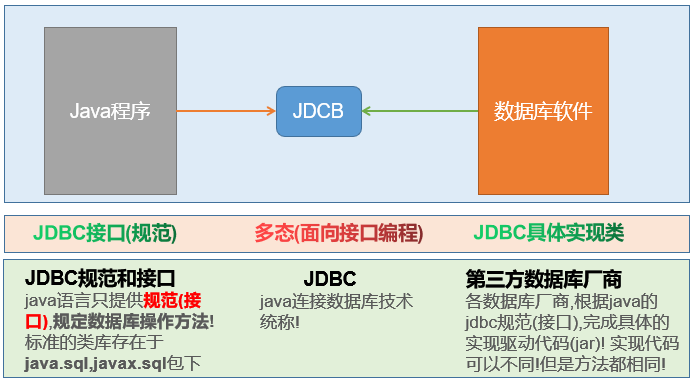 Java程序
JDCB
数据库软件
JDBC接口(规范)
多态(面向接口编程)
JDBC具体实现类
JDBC规范和接口
java语言只提供规范(接
口),规定数据库操作方法!
标准的类库存在于
java.sql,javax.sql包下
JDBC
java连接数据库技术
统称!
第三方数据库厂商
各数据库厂商,根据java的
jdbc规范(接口),完成具体的
实现驱动代码(jar)! 实现代码
可以不同!但是方法都相同!